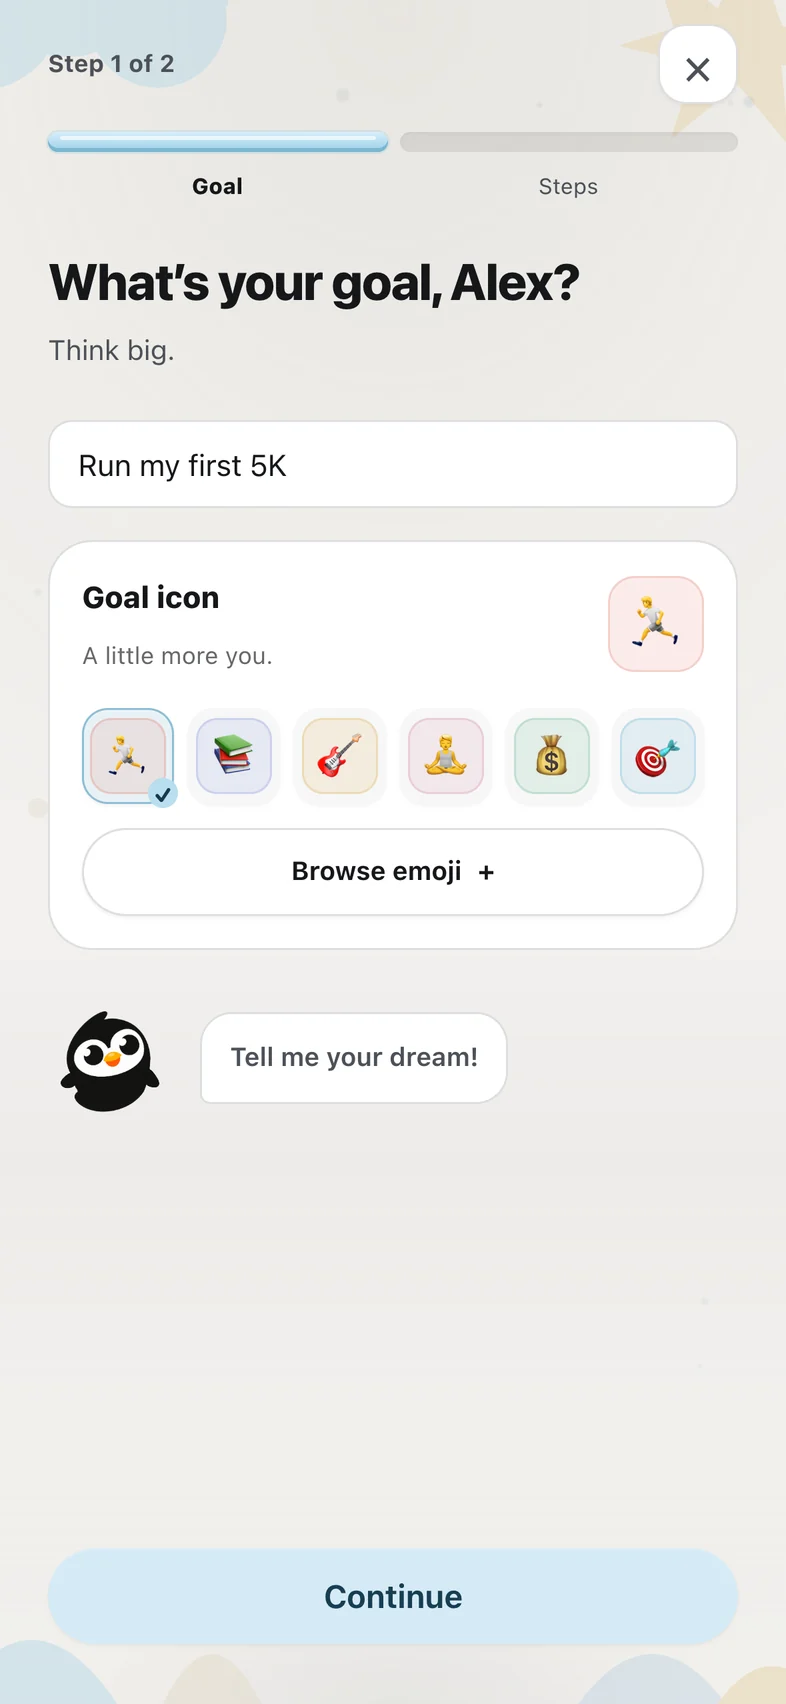 Step 1 of 2
Goal
Steps
What's your goal, Alex?
Think big.
Run my first 5K
Goal icon
A little more you.
Browse emoji +
Tell me your dream!
Continue